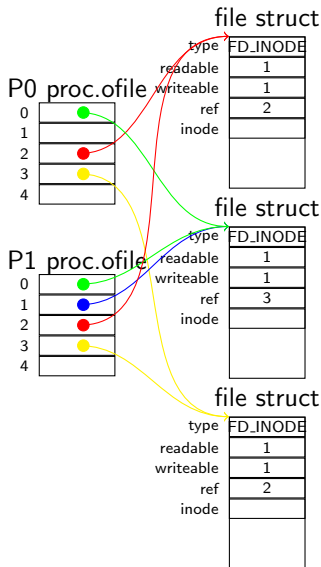 P0 proc.ofile
0
1
2
3
4
P1 proc.ofile
0
1
2
3
4
file struct
type FD_INODE
readable 1
writeable 1
ref 2
inode
file struct
type FD_INODE
readable 1
writeable 1
ref 3
inode
file struct
type FD_INODE
readable 1
writeable 1
ref 2
inode